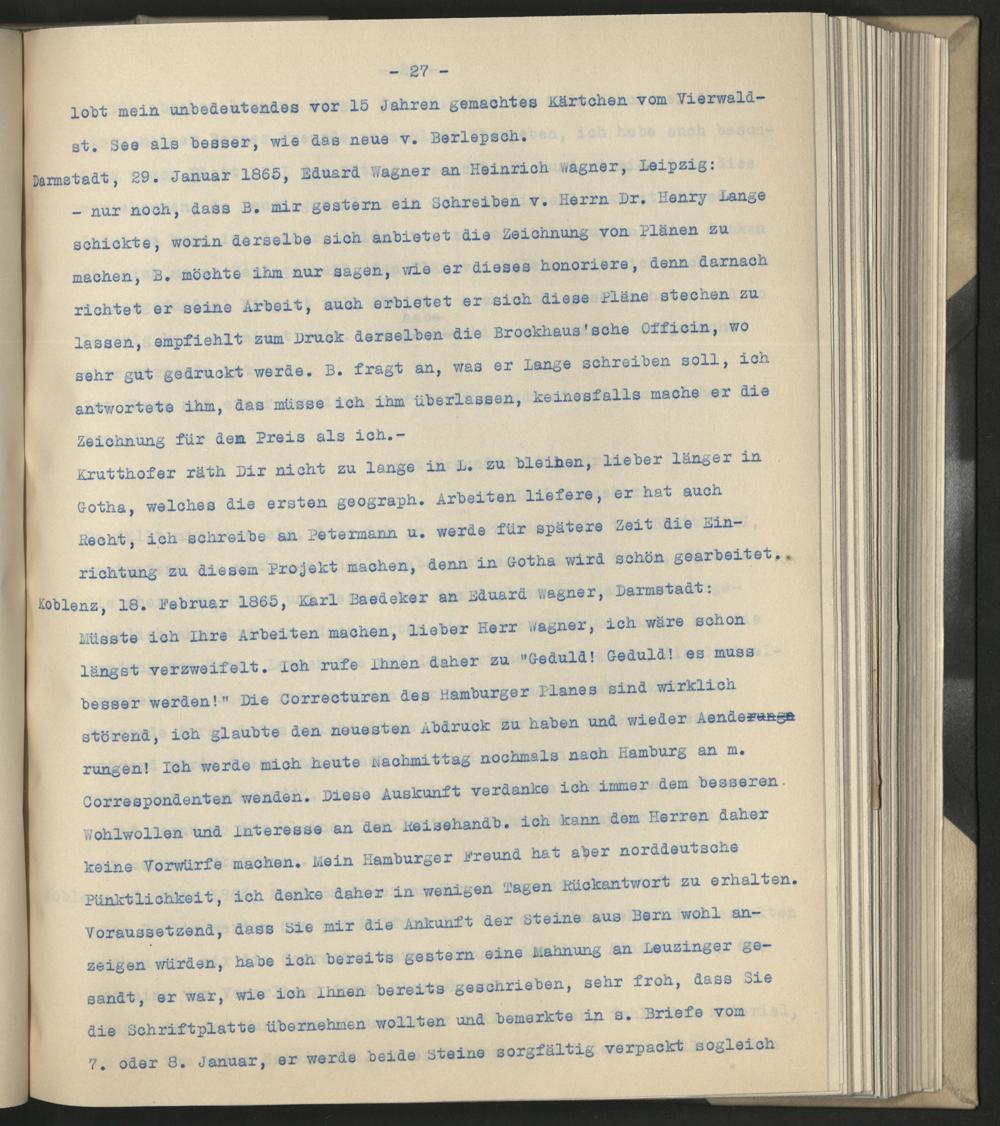 - 27 -
lobt mein unbedeutendes vor 15 Jahren gemachtes Kärtchen vom Vierwald-
st. See als besser, wie das neue v. Berlepsch.
Darmstadt, 29. Januar 1865, Eduard Wagner an Heinrich Wagner, Leipzig:
- nur noch, dass B. mir gestern ein Schreiben v. Herrn Dr. Henry Lange
schickte, worin derselbe sich anbietet die Zeichnung von Plänen zu
machen, B. möchte ihm nur sagen, wie er dieses honoriere, denn darnach
richtet er seine Arbeit, auch erbietet er sich diese Pläne stechen zu
lassen, empfiehlt zum Druck derselben die Brockhaus'sche Officin, wo
sehr gut gedruckt werde. B. fragt an, was er Lange schreiben soll, ich
antwortete ihm, das müsse ich ihm überlassen, keinesfalls mache er die
Zeichnung für den Preis als ich.-
Krutthofer räth Dir nicht zu lange in L. zu bleiben, lieber länger in
Gotha, welches die ersten geograph. Arbeiten liefere, er hat auch
Recht, ich schreibe an Petermann u. werde für spätere Zeit die Ein-
richtung zu diesem Projekt machen, denn in Gotha wird schön gearbeitet..
Koblenz, 18. Februar 1865, Karl Baedeker an Eduard Wagner, Darmstadt:
Müsste ich Ihre Arbeiten machen, lieber Herr Wagner, ich wäre schon
längst verzweifelt. Ich rufe Ihnen daher zu "Geduld! Geduld! es muss
besser werden!" Die Correcturen des Hamburger Planes sind wirklich
störend, ich glaubte den neuesten Abdruck zu haben und wieder Aenderunge
rungen! Ich werde mich heute Nachmittag nochmals nach Hamburg an m.
Correspondenten wenden. Diese Auskunft verdanke ich immer dem besseren
Wohlwollen und Interesse an den Reisehandb. ich kann dem Herren daher
keine Vorwürfe machen. Mein Hamburger Freund hat aber norddeutsche
Pünktlichkeit, ich denke daher in wenigen Tagen Rückantwort zu erhalten.
Voraussetzend, dass Sie mir die Ankunft der Steine aus Bern wohl an-
zeigen würden, habe ich bereits gestern eine Mahnung an Leuzinger ge-
sandt, er war, wie ich Ihnen bereits geschrieben, sehr froh, dass Sie
die Schriftplatte übernehmen wollten und bemerkte in s. Briefe vom
7. oder 8. Januar, er werde beide Steine sorgfältig verpackt sogleich